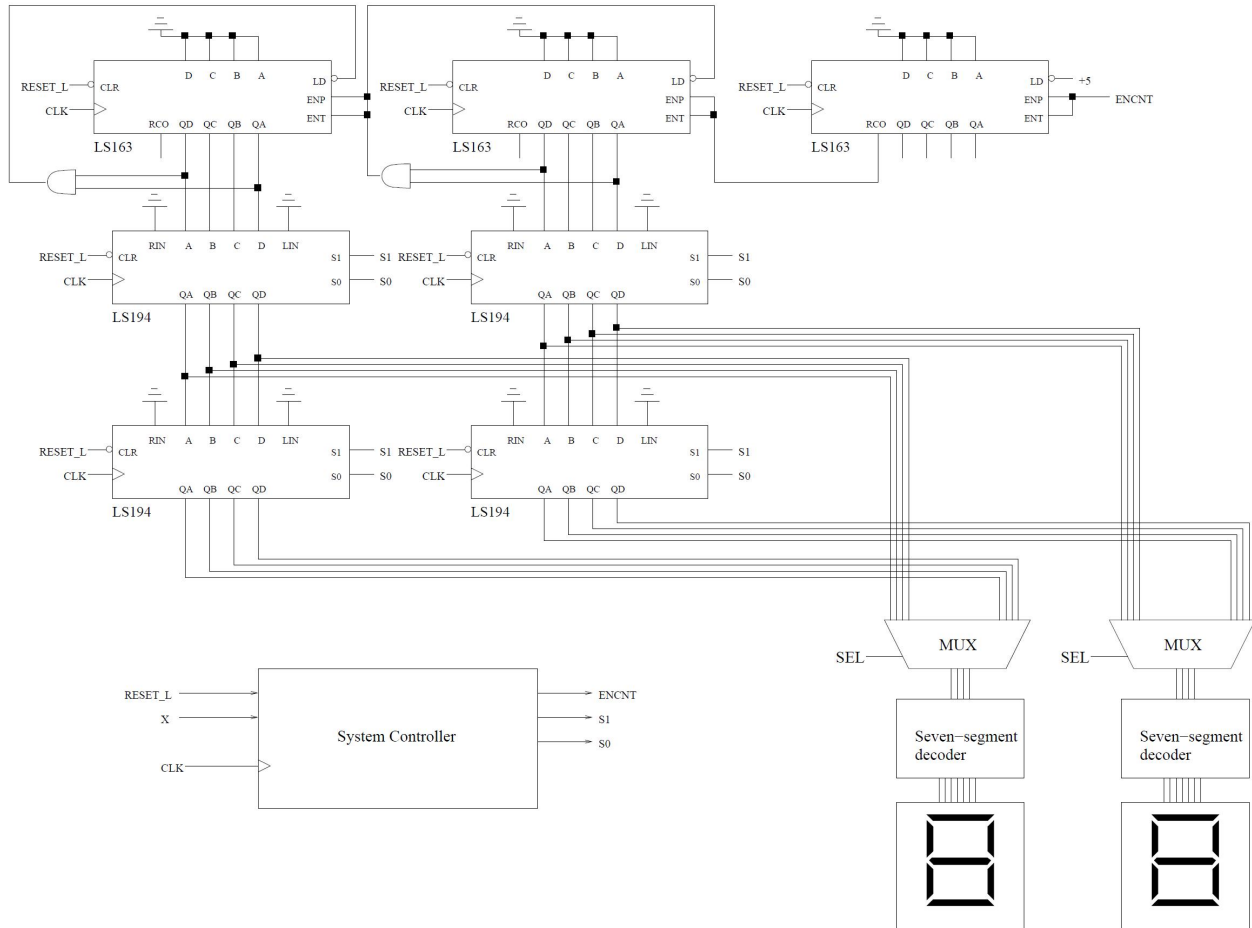 D C B A D C B A D C B A
LD LD LD +5
RESET_L CLR RESET_L CLR RESET_L CLR
ENP ENP ENP ENCNT
CLK CLK CLK
ENT ENT ENT
RCO QD QC QB QA RCO QD QC QB QA RCO QD QC QB QA
LS163 LS163 LS163
RIN A B C D LIN RIN A B C D LIN
RESET_L CLR S1 S1 RESET_L CLR S1 S1
CLK S0 S0 CLK S0 S0
QA QB QC QD QA QB QC QD
LS194 LS194
RIN A B C D LIN RIN A B C D LIN
RESET_L CLR S1 S1 RESET_L CLR S1 S1
CLK S0 S0 CLK S0 S0
QA QB QC QD QA QB QC QD
LS194 LS194
SEL MUX SEL MUX
RESET_L ENCNT
X S1
System Controller S0
CLK
Seven-segment Seven-segment
decoder decoder
8 8